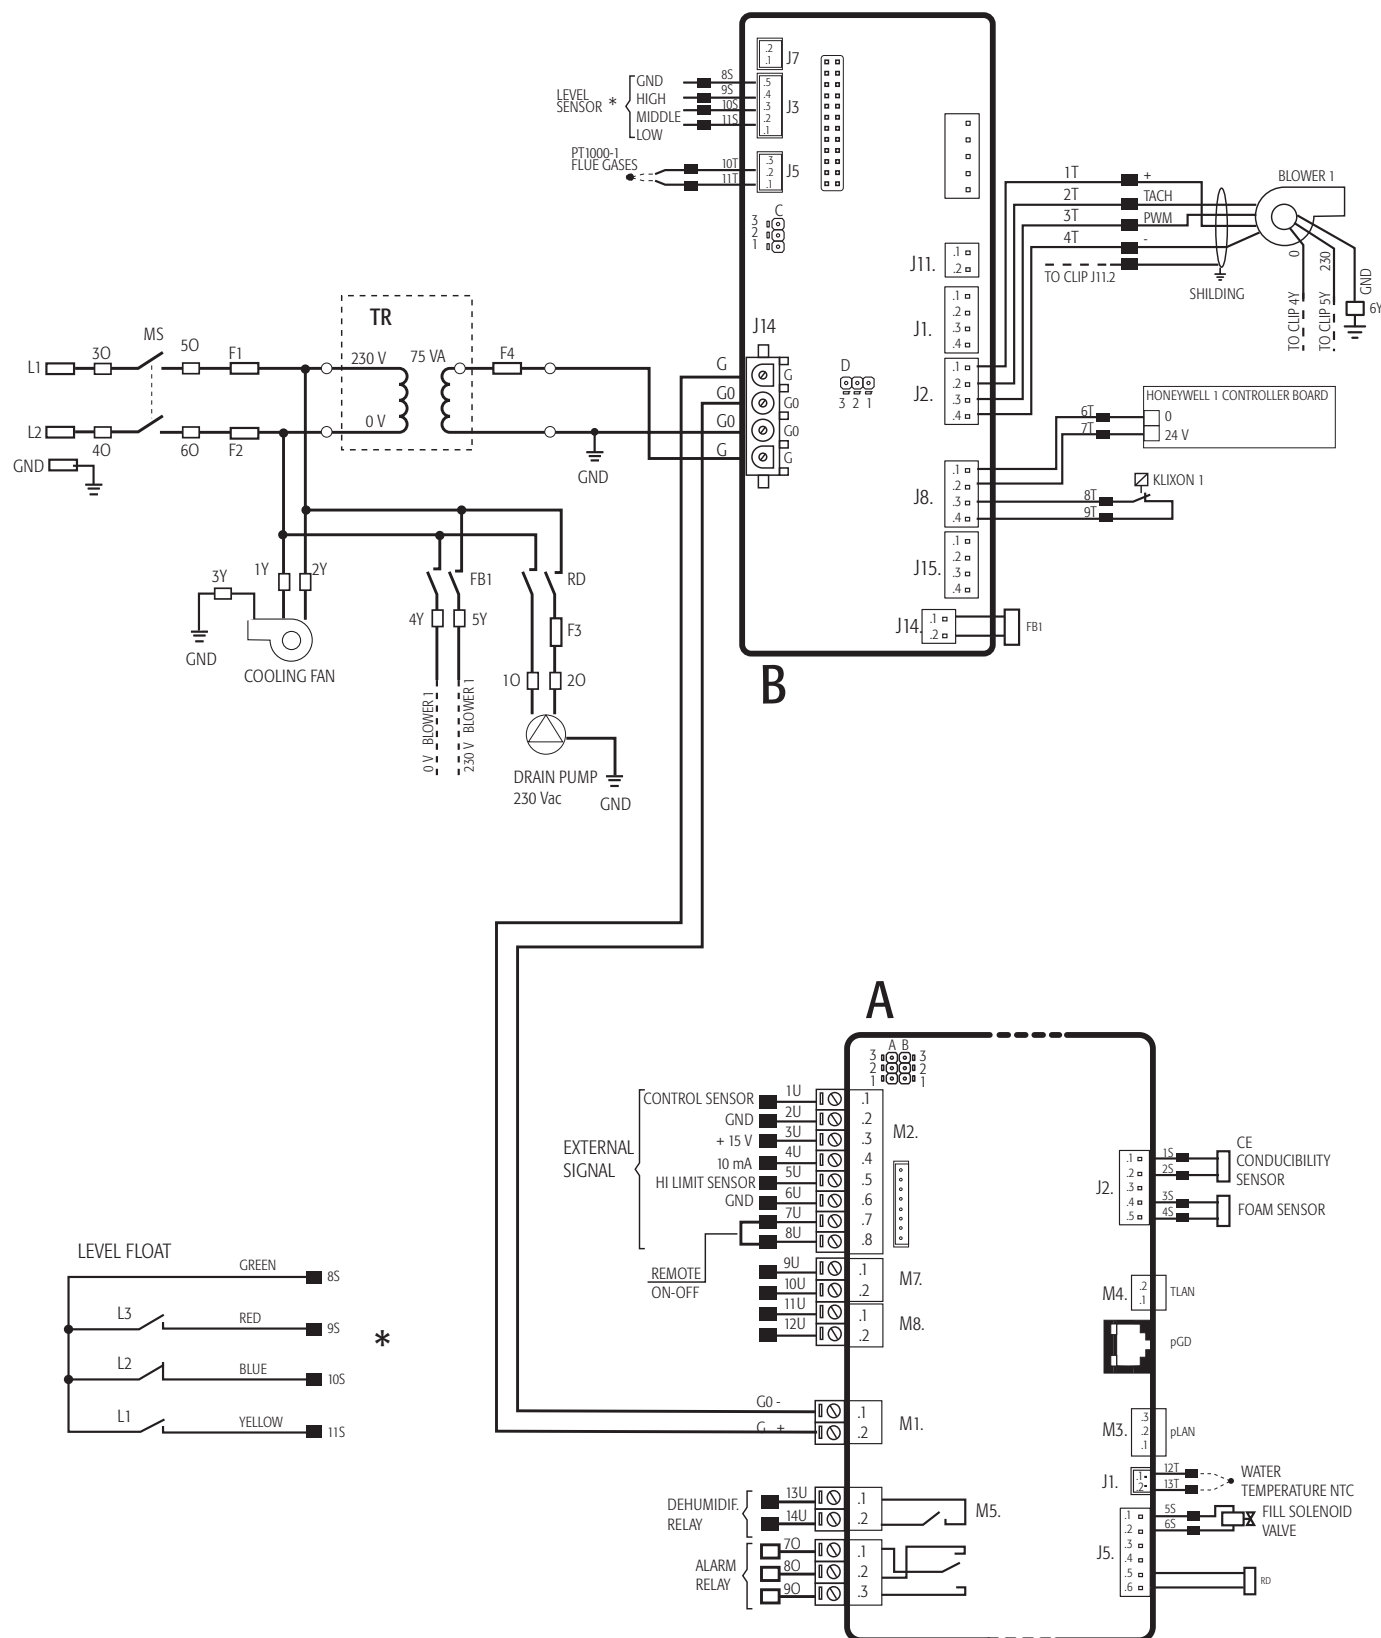 J7
.2
.1
LEVEL
SENSOR *
GND
HIGH
MIDDLE
LOW
8S
9S
10S
11S
.5
.4
.3
.2
.1
J3
PT1000-1
FLUE GASES
10T
11T
.3
.2
.1
J5
C
3
2
1
J11.
.1
.2
J1.
.1
.2
.3
.4
J2.
.1
.2
.3
.4
1T +
2T TACH
3T PWM
4T -
TO CLIP J11.2
SHILDING
BLOWER 1
0
230
GND
6Y
TO CLIP 4Y
TO CLIP 5Y
D
3 2 1
HONEYWELL 1 CONTROLLER BOARD
0
24 V
6T
7T
J8.
.1
.2
.3
.4
KLIXON 1
8T
9T
J15.
.1
.2
.3
.4
J14.
.1
.2
FB1
B
J14
G
G0
G0
G
G
G0
G0
G
L1
3O
MS
5O
F1
TR
230 V
75 VA
0 V
F4
L2
4O
6O
F2
GND
GND
3Y
1Y
2Y
GND
COOLING FAN
FB1
4Y
5Y
0 V BLOWER 1
230 V BLOWER 1
RD
F3
1O
2O
DRAIN PUMP
230 Vac
GND
A
A B
3
2
1
3
2
1
EXTERNAL
SIGNAL
CONTROL SENSOR
GND
+ 15 V
10 mA
HI LIMIT SENSOR
GND
1U
2U
3U
4U
5U
6U
7U
8U
.1
.2
.3
.4
.5
.6
.7
.8
M2.
REMOTE
ON-OFF
9U
10U
11U
12U
.1
.2
M7.
.1
.2
M8.
G0 -
G +
.1
.2
M1.
DEHUMIDIF.
RELAY
13U
14U
.1
.2
M5.
ALARM
RELAY
7O
8O
9O
.1
.2
.3
J2.
.1
.2
.3
.4
.5
1S
2S
3S
4S
CE
CONDUCIBILITY
SENSOR
FOAM SENSOR
M4.
.2
.1
TLAN
pGD
M3.
.3
.2
.1
pLAN
J1.
.1
.2
12T
13T
WATER
TEMPERATURE NTC
J5.
.1
.2
.3
.4
.5
.6
5S
6S
FILL SOLENOID
VALVE
RD
LEVEL FLOAT
GREEN
8S
L3
RED
9S
*
L2
BLUE
10S
L1
YELLOW
11S